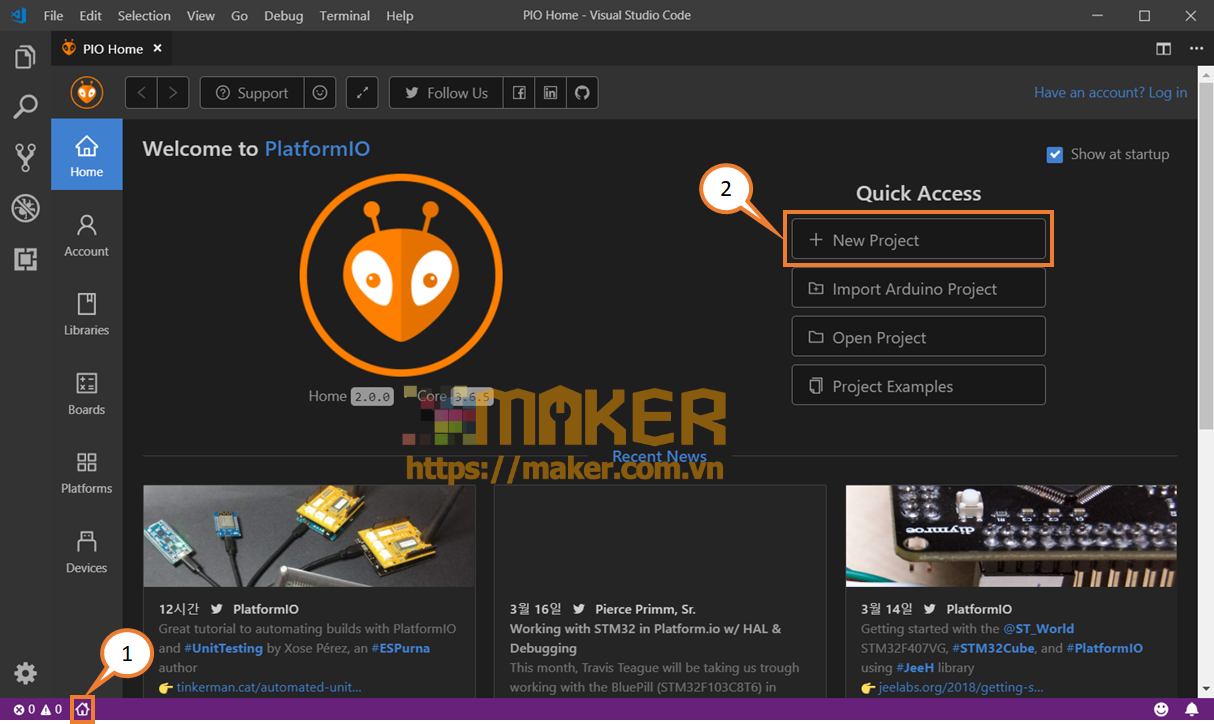 File Edit Selection View Go Debug Terminal Help
PIO Home - Visual Studio Code
PIO Home
Support
Follow Us
Have an account? Log in
Home
Account
Libraries
Boards
Platforms
Devices
Welcome to PlatformIO
Show at startup
Home 2.0.0 Core 3.6.5
2
Quick Access
New Project
Import Arduino Project
Open Project
Project Examples
MAKER
https://maker.com.vn
Recent News
12시간 PlatformIO
Great tutorial to automating builds with PlatformIO
and #UnitTesting by Xose Pérez, an #ESPurna
author
tinkerman.cat/automated-unit...
3월 16일 Pierce Primm, Sr.
Working with STM32 in Platform.io w/ HAL &
Debugging
This month, Travis Teague will be taking us trough
working with the BluePill (STM32F103C8T6) in
diymroe
3월 14일 PlatformIO
Getting started with the @ST_World
STM32F407VG, #STM32Cube, and #PlatformIO
using #JeeH library
jeelabs.org/2018/getting-s...
1
0 0